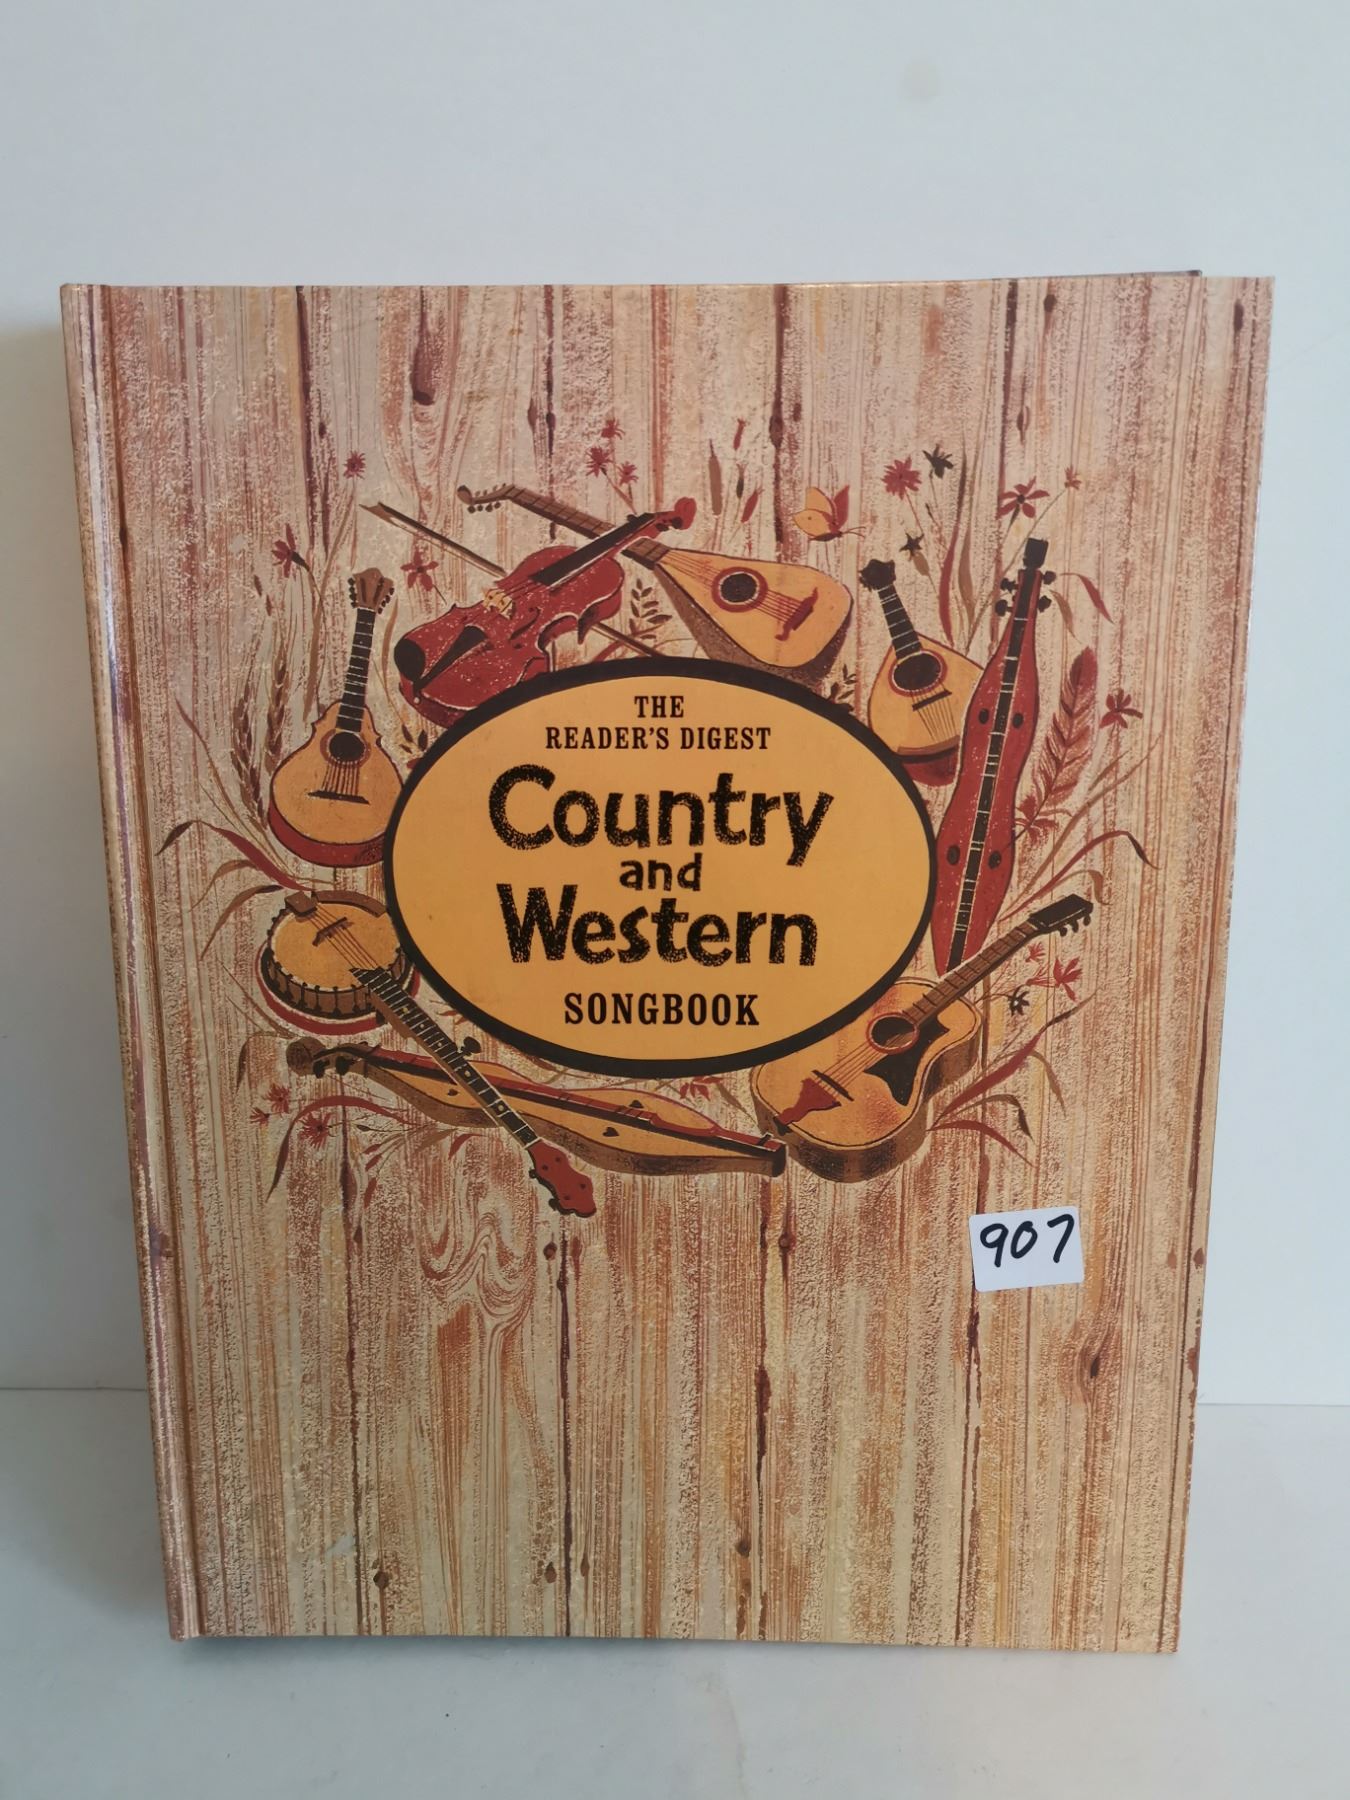 THE
READER'S DIGEST
Country
and
Western
SONGBOOK
907